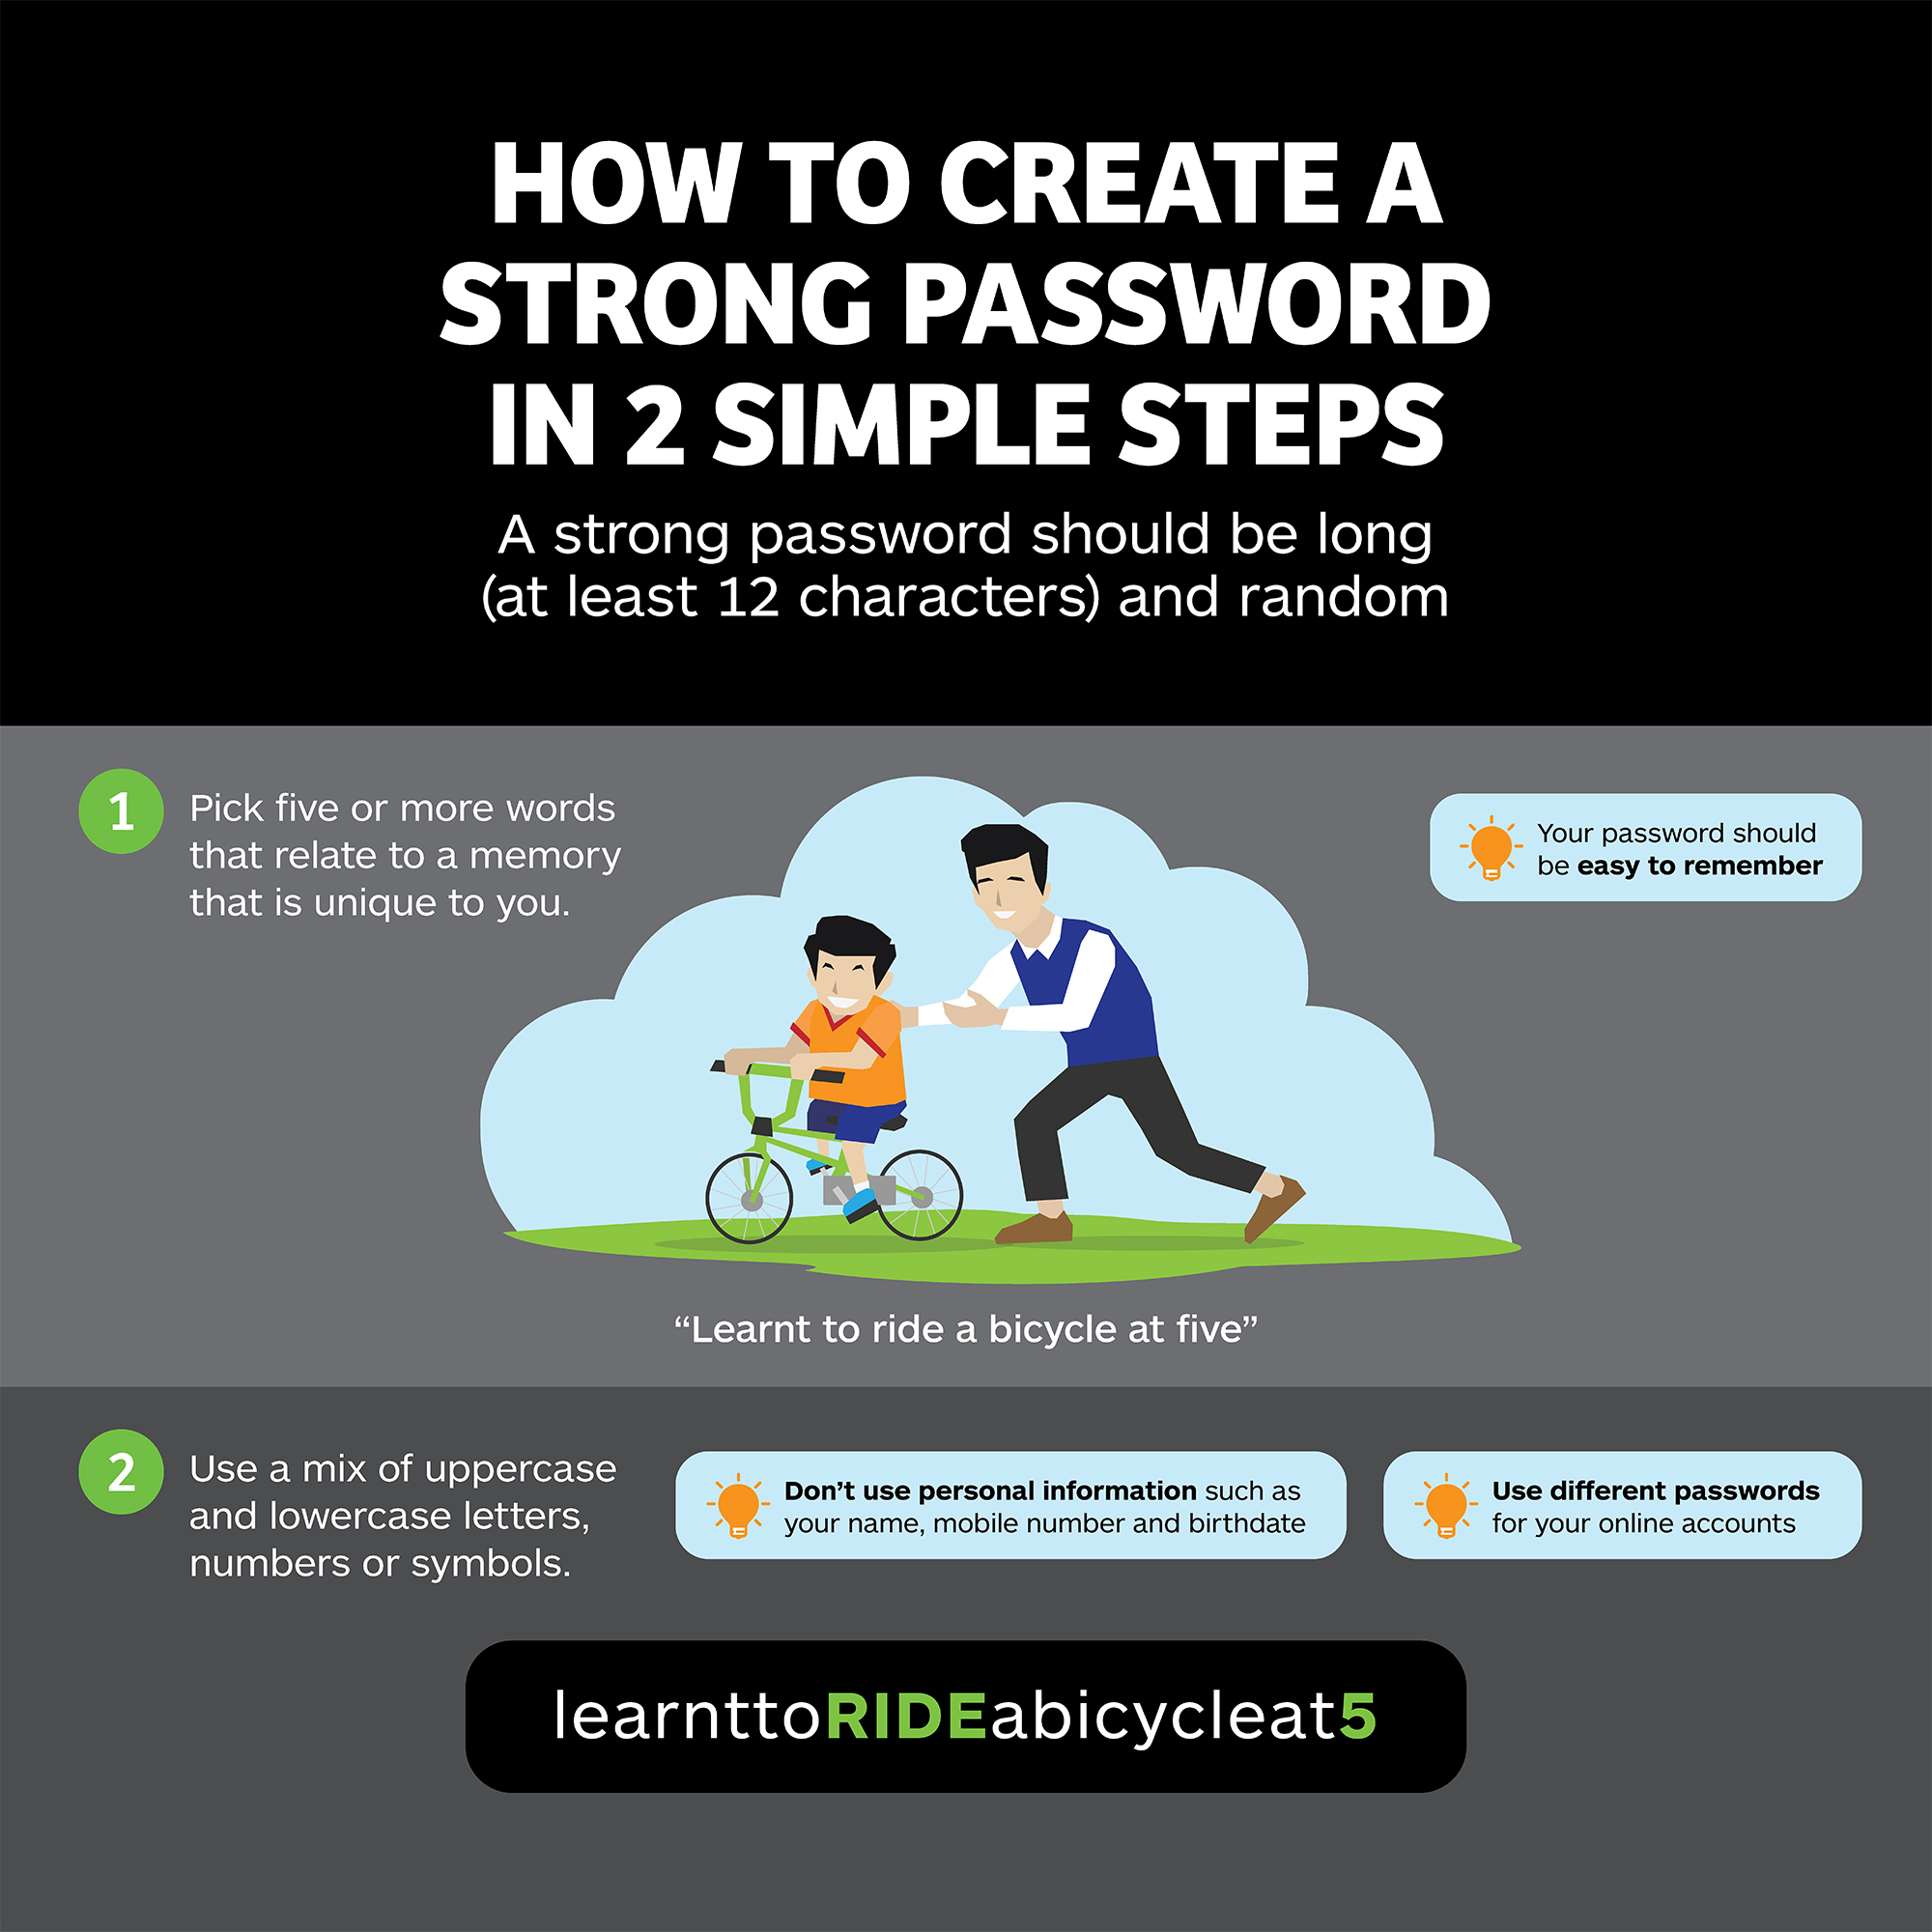 HOW TO CREATE A
STRONG PASSWORD
IN 2 SIMPLE STEPS
A strong password should be long
(at least 12 characters) and random
1
Pick five or more words
that relate to a memory
that is unique to you.
Your password should
be easy to remember
“Learnt to ride a bicycle at five”
2
Use a mix of uppercase
and lowercase letters,
numbers or symbols.
Don’t use personal information such as
your name, mobile number and birthdate
Use different passwords
for your online accounts
learnttoRIDEabicycleat5